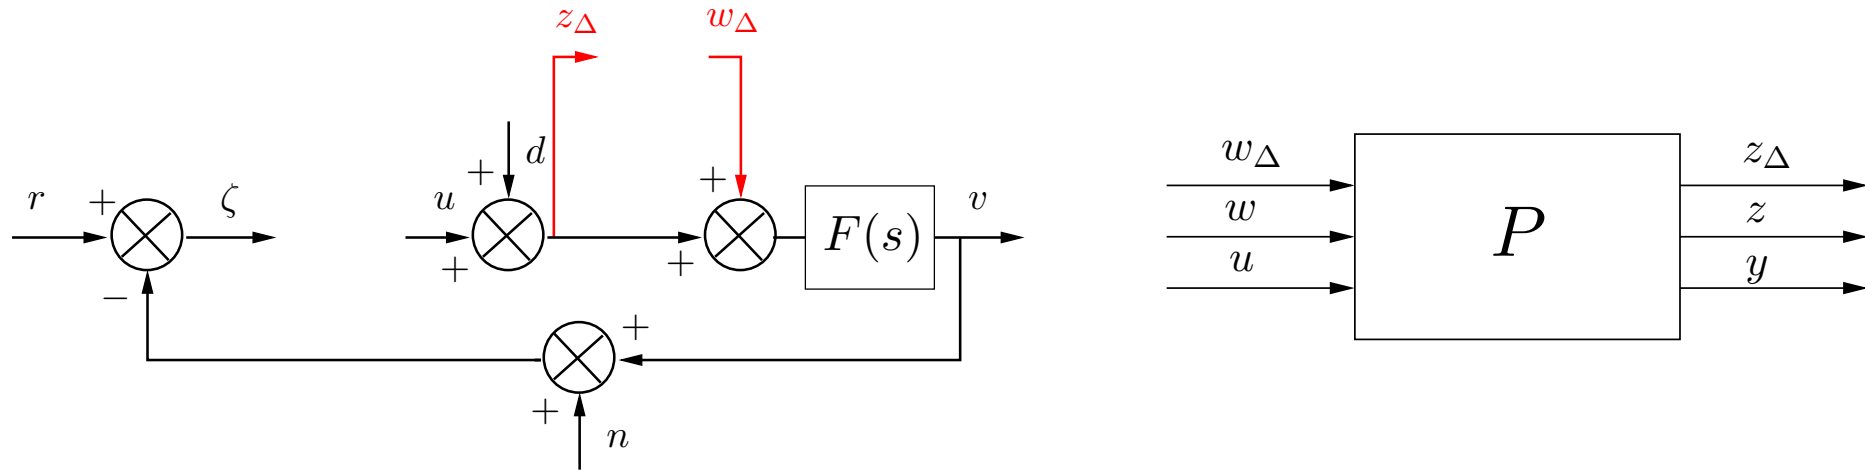 z_Δ w_Δ
d
+ + w_Δ z_Δ
r + ζ u v w z
F(s) P
+ + u y
− +
+ n